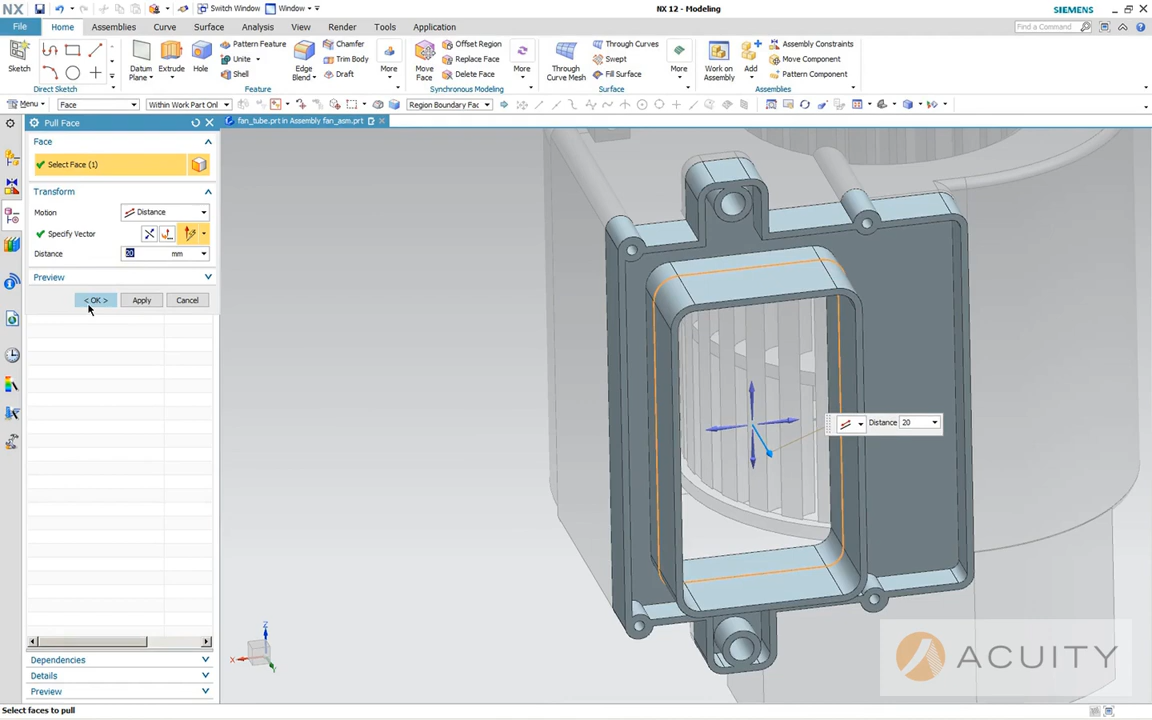 NX
Switch Window
Window
NX 12 - Modeling
SIEMENS
File
Home
Assemblies
Curve
Surface
Analysis
View
Render
Tools
Application
Find a Command
Sketch
Direct Sketch
Datum Plane
Extrude
Hole
Pattern Feature
Unite
Shell
Edge Blend
Chamfer
Trim Body
Draft
More
Feature
Move Face
Offset Region
Replace Face
Delete Face
More
Synchronous Modeling
Through Curve Mesh
Through Curves
Swept
Fill Surface
More
Surface
Work on Assembly
Add
Assembly Constraints
Move Component
Pattern Component
Assemblies
Menu
Face
Within Work Part Onl
Region Boundary Fac
Pull Face
fan_tube.prt in Assembly fan_asm.prt
Face
Select Face (1)
Transform
Motion
Distance
Specify Vector
Distance
20
mm
Preview
< OK >
Apply
Cancel
Distance
20
Z
X
Dependencies
Details
Preview
ACUITY
Select faces to pull